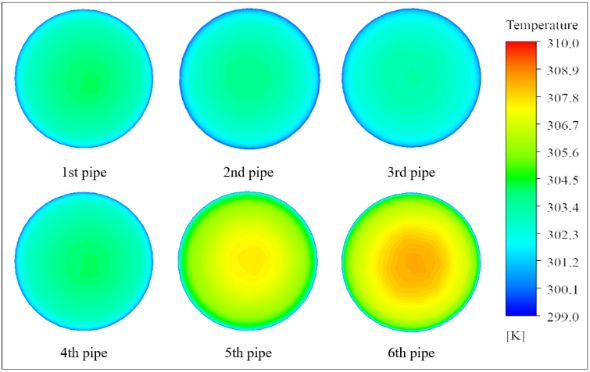 Temperature
310.0
308.9
307.8
306.7
305.6
304.5
303.4
302.3
301.2
300.1
299.0
[K]
1st pipe
2nd pipe
3rd pipe
4th pipe
5th pipe
6th pipe